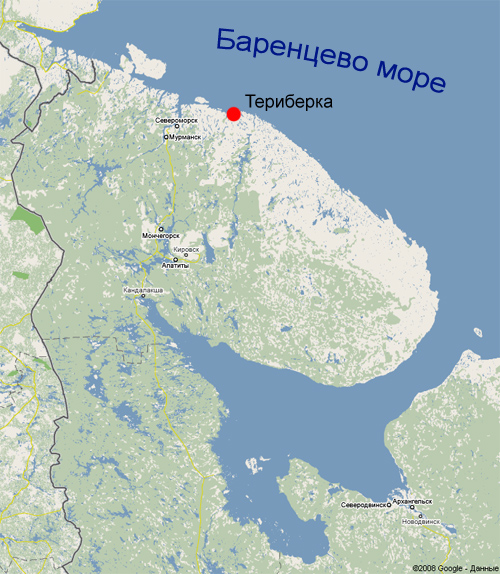 Баренцево море
Териберка
Североморск
Мурманск
Мончегорск
Кировск
Апатиты
Кандалакша
Северодвинск
Архангельск
Новодвинск
©2008 Google - Данные